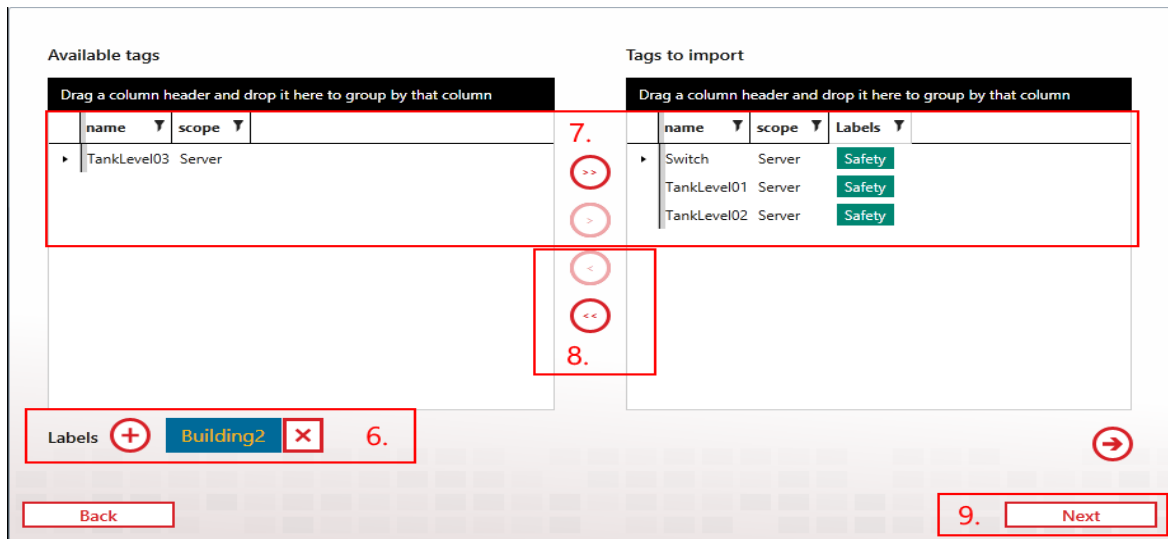 Available tags
Tags to import
Drag a column header and drop it here to group by that column
Drag a column header and drop it here to group by that column
name scope
7.
name scope Labels
TankLevel03 Server
>>
Switch Server Safety
TankLevel01 Server Safety
>
TankLevel02 Server Safety
<
<<
8.
Labels + Building2 X 6.
Back
9. Next